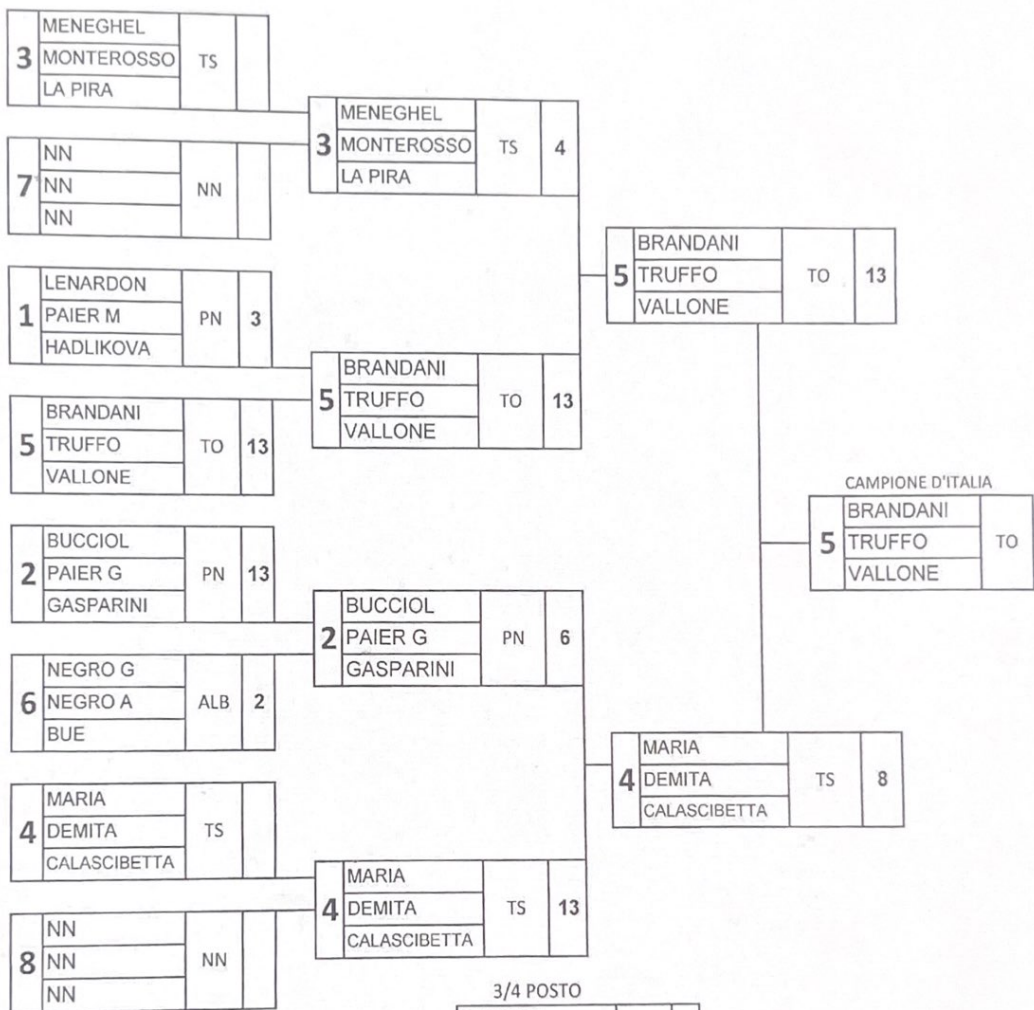 3 MENEGHEL
MONTEROSSO TS
LA PIRA
7 NN
NN NN
NN
1 LENARDON
PAIER M PN 3
HADLIKOVA
5 BRANDANI
TRUFFO TO 13
VALLONE
2 BUCCIOL
PAIER G PN 13
GASPARINI
6 NEGRO G
NEGRO A ALB 2
BUE
4 MARIA
DEMITA TS
CALASCIBETTA
8 NN
NN NN
NN
3 MENEGHEL
MONTEROSSO TS 4
LA PIRA
5 BRANDANI
TRUFFO TO 13
VALLONE
2 BUCCIOL
PAIER G PN 6
GASPARINI
4 MARIA
DEMITA TS 13
CALASCIBETTA
5 BRANDANI
TRUFFO TO 13
VALLONE
4 MARIA
DEMITA TS 8
CALASCIBETTA
CAMPIONE D'ITALIA
5 BRANDANI
TRUFFO TO
VALLONE
3/4 POSTO